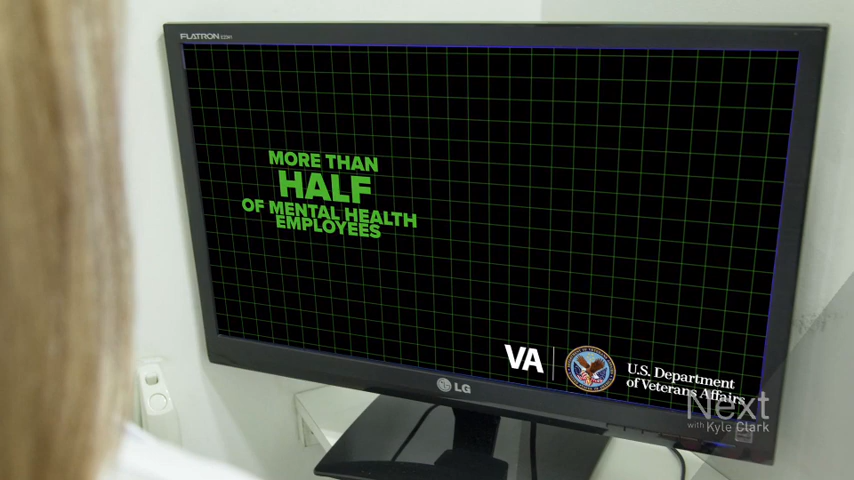 FLATRON
MORE THAN
HALF
OF MENTAL HEALTH
EMPLOYEES
VA
U.S. Department
of Veterans Affairs
LG
Next
with Kyle Clark